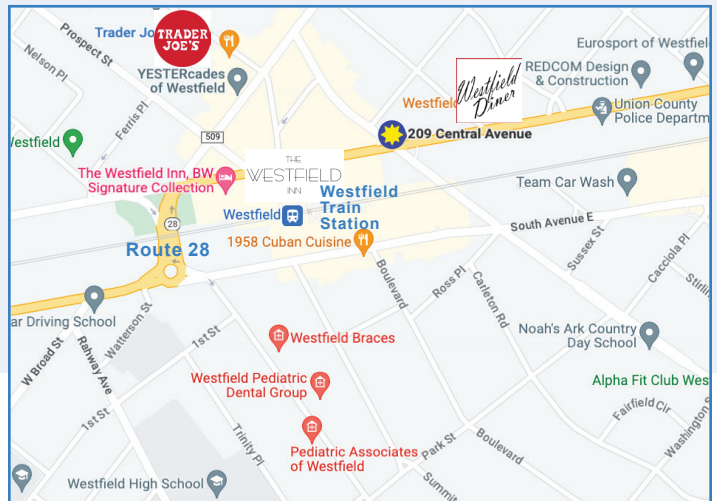 Trader Jo
TRADER
JOE'S
Prospect St
Nelson Pl
YESTERcades
of Westfield
Ferris Pl
509
Westfield
Westfield
Diner
Eurosport of Westfiel
REDCOM Design
& Construction
Union County
Police Departm
209 Central Avenue
/estfield
The Westfield Inn, BW
Signature Collection
THE
WESTFIELD
INN
Westfield
Train
Station
Westfield
28
Route 28
1958 Cuban Cuisine
Team Car Wash
South Avenue E
Sussex St
Cacciola Pl
Stirlin
Boulevard
Ross Pl
Carleton Rd
ar Driving School
Watterson St
W Broad St
Rahway Ave
1st St
1st St
Westfield Braces
Noah's Ark Country
Day School
Westfield Pediatric
Dental Group
Alpha Fit Club Wes
Fairfield Cir
Washington S
Pediatric Associates
of Westfield
Trinity Pl
Park St
Boulevard
Summit
Westfield High School